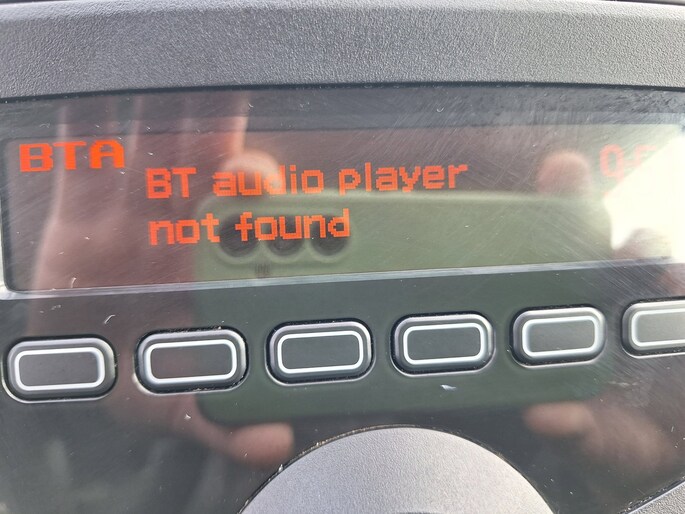 BTA
BT audio player
not found